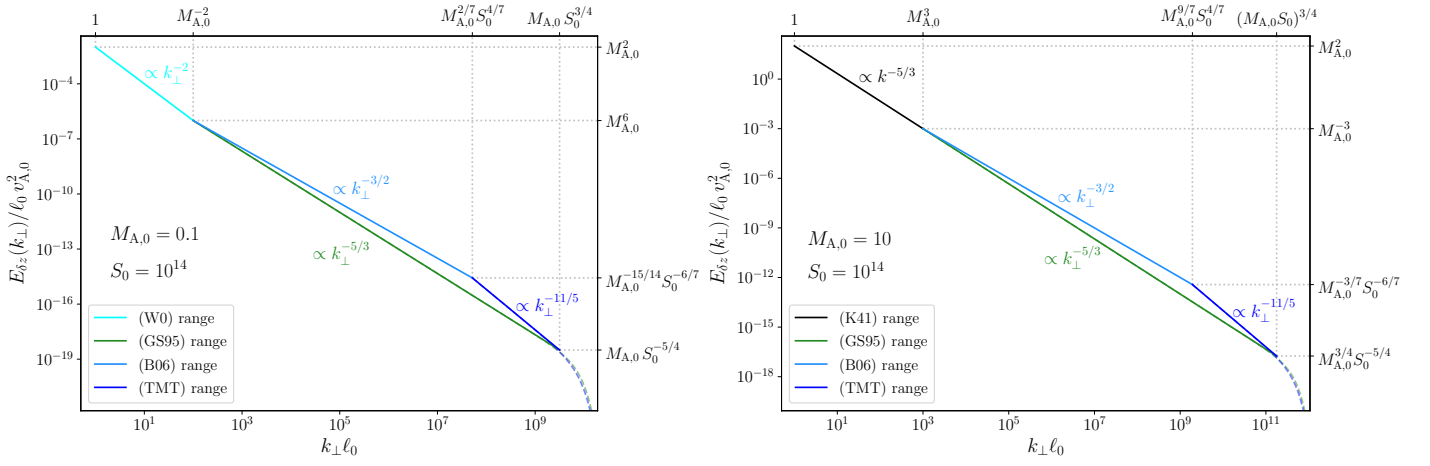 1 M_{A,0}^{-2} M_{A,0}^{2/7} S_0^{4/7} M_{A,0} S_0^{3/4}
M_{A,0}^2
∝ k_⊥^{-2}
10^{-4}
M_{A,0}^6
10^{-7}
∝ k_⊥^{-3/2}
10^{-10}
E_{δz}(k_⊥)/ℓ_0 v_{A,0}^2
M_{A,0} = 0.1
∝ k_⊥^{-5/3}
10^{-13}
S_0 = 10^{14}
M_{A,0}^{-15/14} S_0^{-6/7}
∝ k_⊥^{-11/5}
10^{-16}
(W0) range
(GS95) range
M_{A,0} S_0^{-5/4}
10^{-19}
(B06) range
(TMT) range
10^1 10^3 10^5 10^7 10^9
k_⊥ℓ_0
1 M_{A,0}^3 M_{A,0}^{9/7} S_0^{4/7} (M_{A,0} S_0)^{3/4}
M_{A,0}^2
10^0
∝ k^{-5/3}
10^{-3}
M_{A,0}^{-3}
10^{-6}
∝ k_⊥^{-3/2}
E_{δz}(k_⊥)/ℓ_0 v_{A,0}^2
10^{-9}
M_{A,0} = 10
∝ k_⊥^{-5/3}
S_0 = 10^{14}
10^{-12}
M_{A,0}^{-3/7} S_0^{-6/7}
∝ k_⊥^{-11/5}
10^{-15}
(K41) range
(GS95) range
M_{A,0}^{3/4} S_0^{-5/4}
(B06) range
10^{-18}
(TMT) range
10^1 10^3 10^5 10^7 10^9 10^{11}
k_⊥ℓ_0